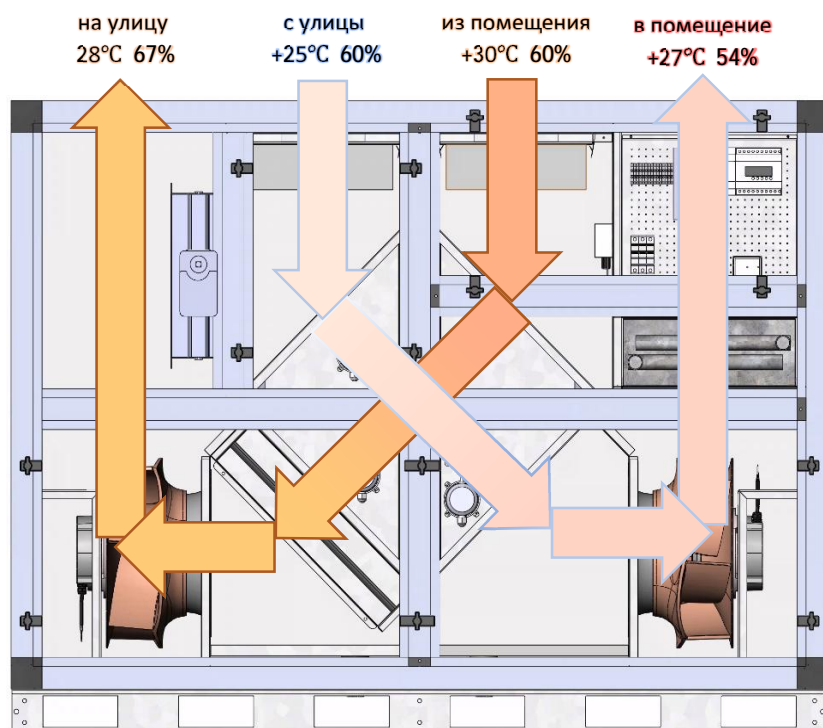 на улицу
28°C 67%
с улицы
+25°C 60%
из помещения
+30°C 60%
в помещение
+27°C 54%